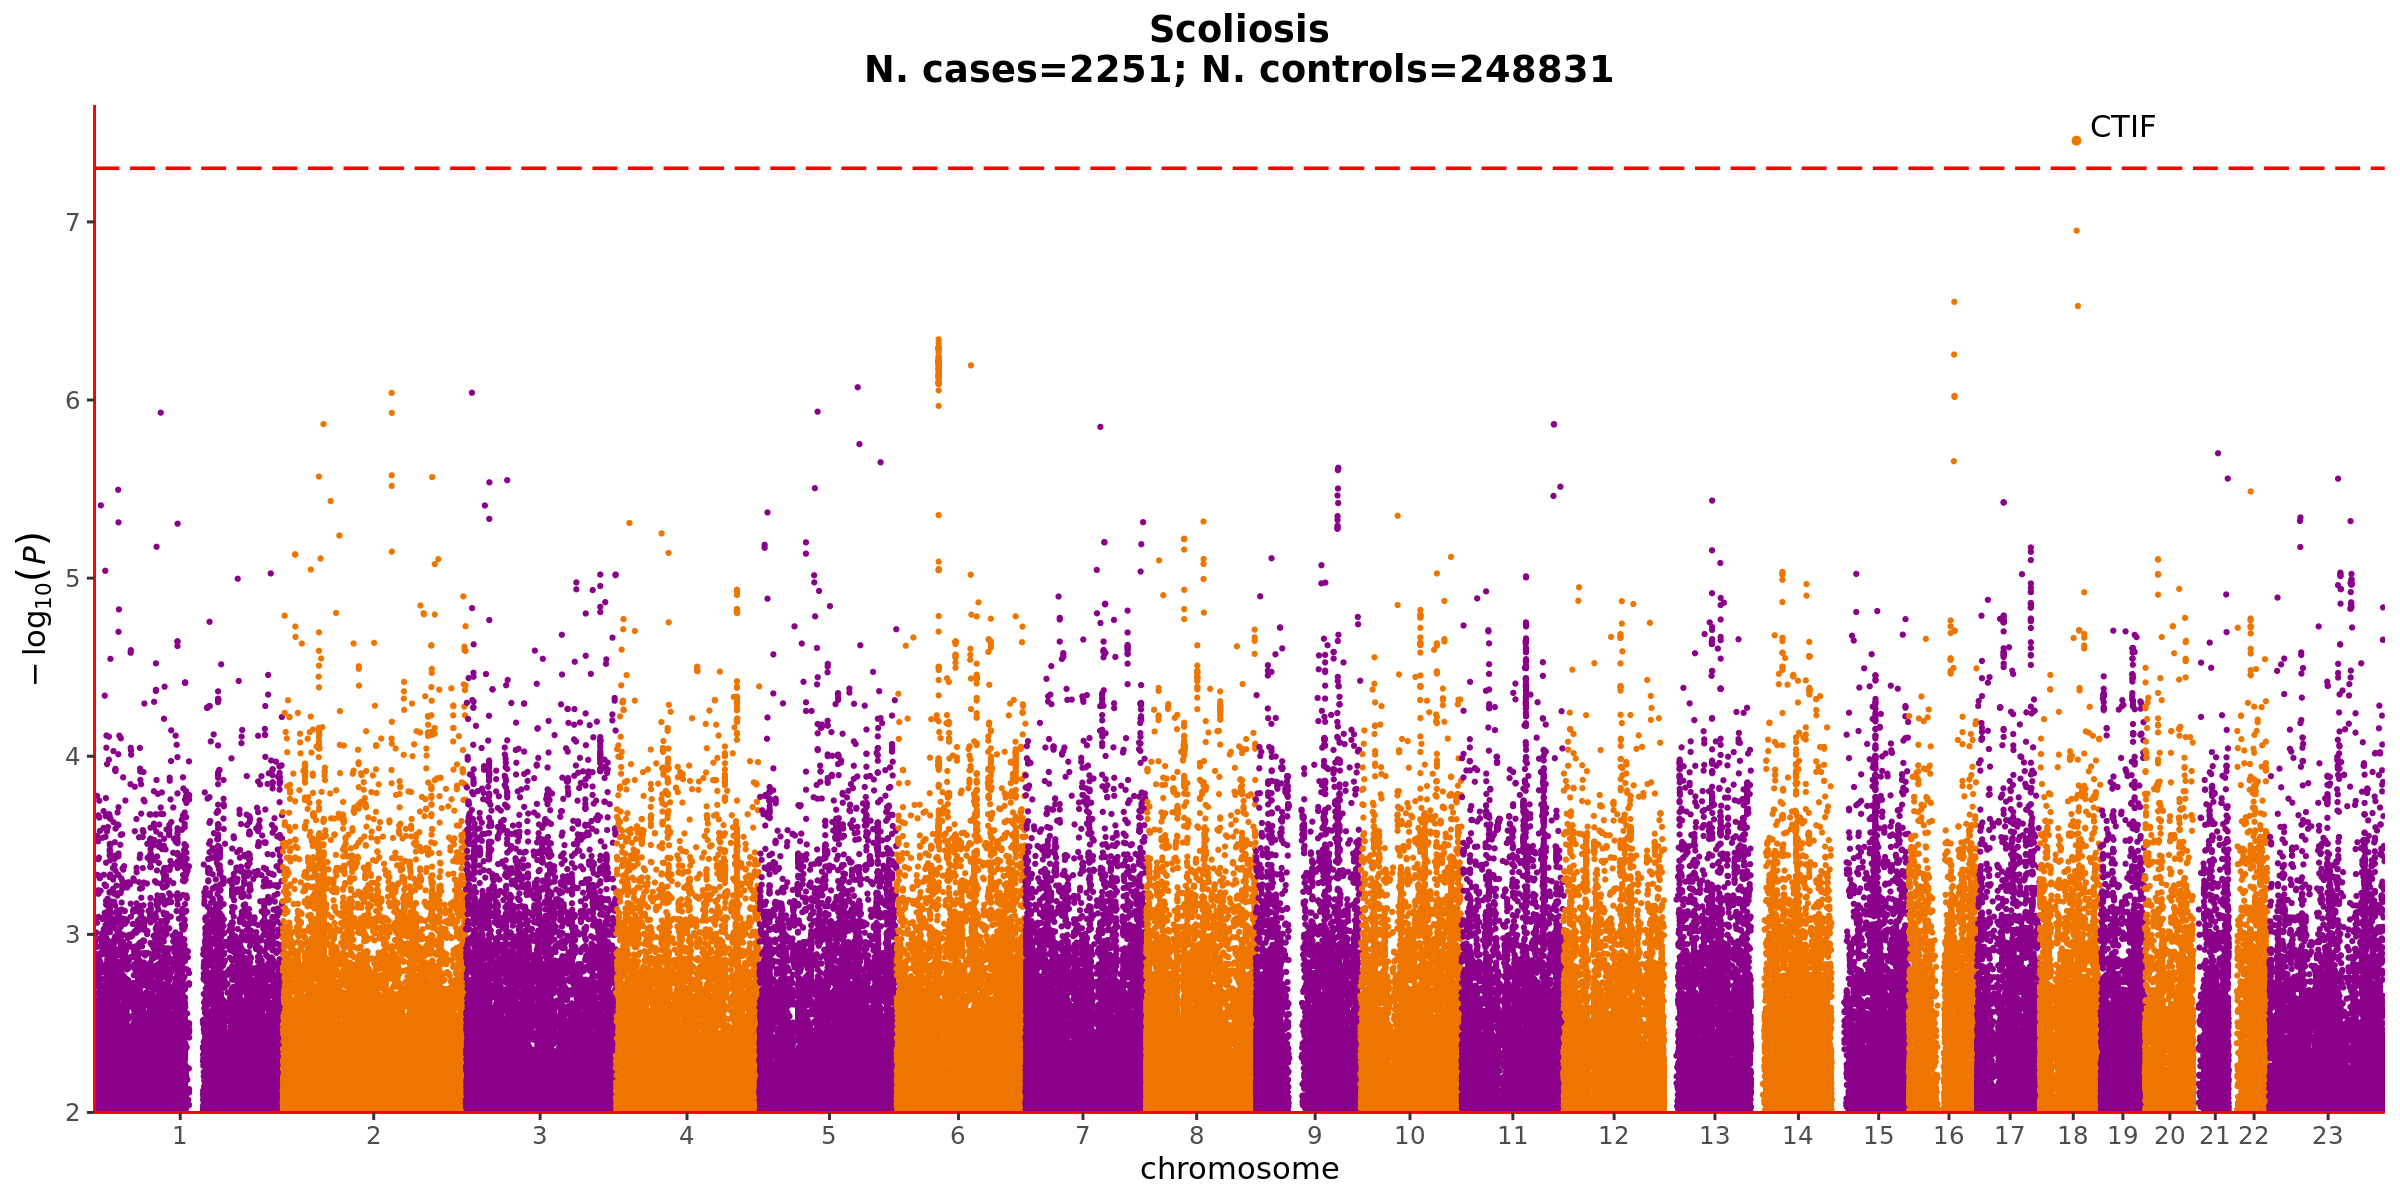 Scoliosis
N. cases=2251; N. controls=248831
CTIF
7
6
5
4
3
2
−log10(P)
1 2 3 4 5 6 7 8 9 10 11 12 13 14 15 16 17 18 19 20 21 22 23
chromosome